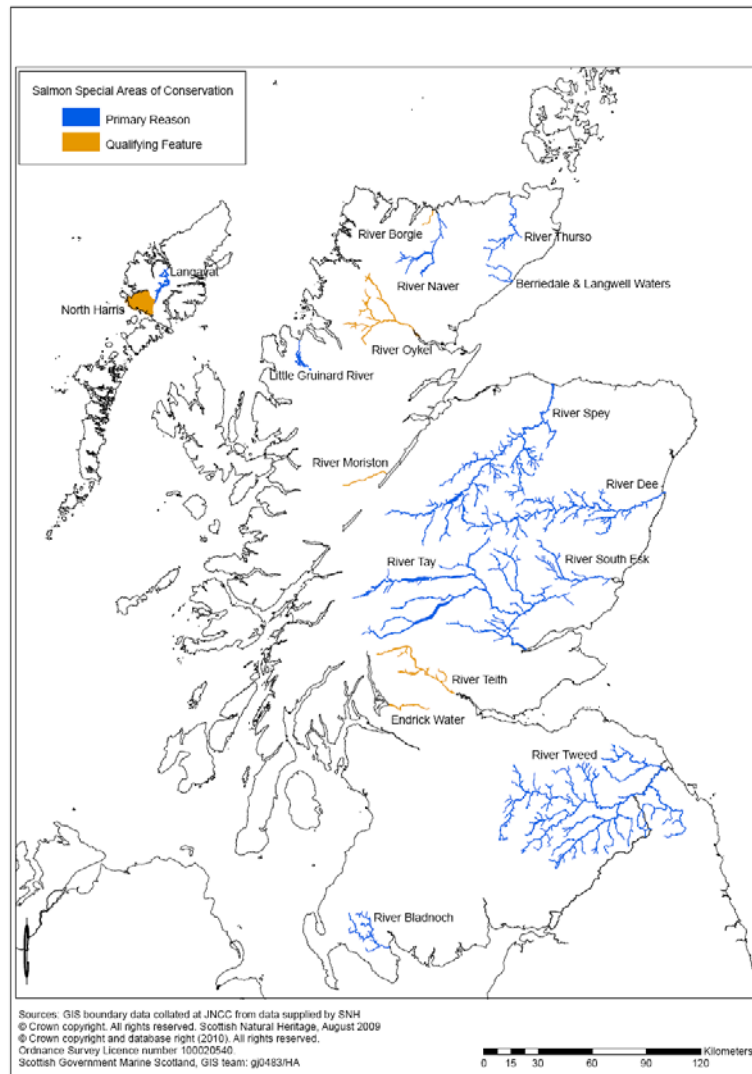 Salmon Special Areas of Conservation
Primary Reason
Qualifying Feature
River Borgie
River Thurso
Langavat
River Naver
Berriedale & Langwell Waters
North Harris
River Oykel
Little Gruinard River
River Spey
River Moriston
River Dee
River Tay
River South Esk
River Teith
Endrick Water
River Tweed
River Bladnoch
Sources: GIS boundary data collated at JNCC from data supplied by SNH
© Crown copyright. All rights reserved. Scottish Natural Heritage, August 2009
© Crown copyright and database right (2010). All rights reserved.
Ordnance Survey Licence number 100020540.
Scottish Government Marine Scotland, GIS team: gj0483/HA
Kilometers
0 15 30 60 90 120